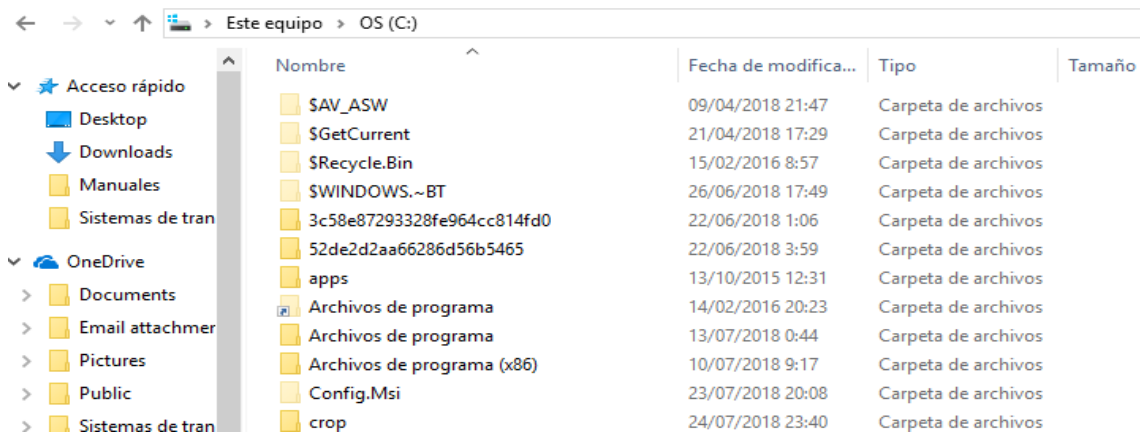 Este equipo > OS (C:)
Nombre Fecha de modifica... Tipo Tamaño
Acceso rápido
Desktop
Downloads
Manuales
Sistemas de tran
OneDrive
Documents
Email attachmer
Pictures
Public
Sistemas de tran
$AV_ASW 09/04/2018 21:47 Carpeta de archivos
$GetCurrent 21/04/2018 17:29 Carpeta de archivos
$Recycle.Bin 15/02/2016 8:57 Carpeta de archivos
$WINDOWS.~BT 26/06/2018 17:49 Carpeta de archivos
3c58e87293328fe964cc814fd0 22/06/2018 1:06 Carpeta de archivos
52de2d2aa66286d56b5465 22/06/2018 3:59 Carpeta de archivos
apps 13/10/2015 12:31 Carpeta de archivos
Archivos de programa 14/02/2016 20:23 Carpeta de archivos
Archivos de programa 13/07/2018 0:44 Carpeta de archivos
Archivos de programa (x86) 10/07/2018 9:17 Carpeta de archivos
Config.Msi 23/07/2018 20:08 Carpeta de archivos
crop 24/07/2018 23:40 Carpeta de archivos